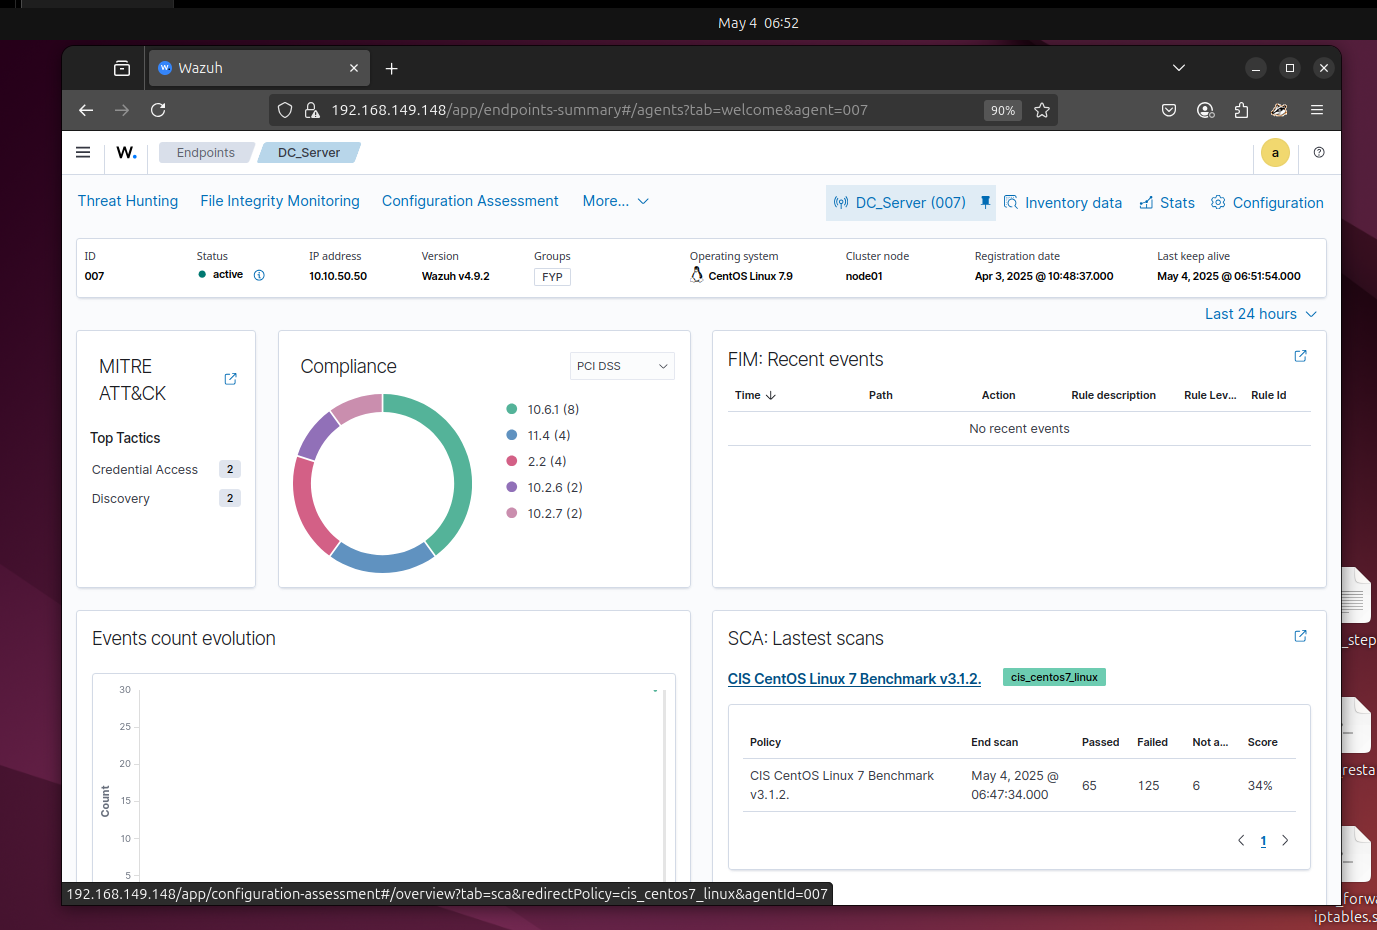 May 4 06:52
Wazuh
192.168.149.148/app/endpoints-summary#/agents?tab=welcome&agent=007
90%
W.
Endpoints
DC_Server
a
Threat Hunting
File Integrity Monitoring
Configuration Assessment
More...
DC_Server (007)
Inventory data
Stats
Configuration
ID
Status
IP address
Version
Groups
Operating system
Cluster node
Registration date
Last keep alive
007
active
10.10.50.50
Wazuh v4.9.2
FYP
CentOS Linux 7.9
node01
Apr 3, 2025 @ 10:48:37.000
May 4, 2025 @ 06:51:54.000
Last 24 hours
MITRE
ATT&CK
Top Tactics
Credential Access 2
Discovery 2
Compliance
PCI DSS
10.6.1 (8)
11.4 (4)
2.2 (4)
10.2.6 (2)
10.2.7 (2)
FIM: Recent events
Time
Path
Action
Rule description
Rule Lev...
Rule Id
No recent events
Events count evolution
30
25
20
15
10
5
Count
SCA: Lastest scans
CIS CentOS Linux 7 Benchmark v3.1.2.
cis_centos7_linux
Policy
End scan
Passed
Failed
Not a...
Score
CIS CentOS Linux 7 Benchmark
v3.1.2.
May 4, 2025 @
06:47:34.000
65
125
6
34%
1
192.168.149.148/app/configuration-assessment#/overview?tab=sca&redirectPolicy=cis_centos7_linux&agentId=007
_step
resta
_forwa
iptables.s